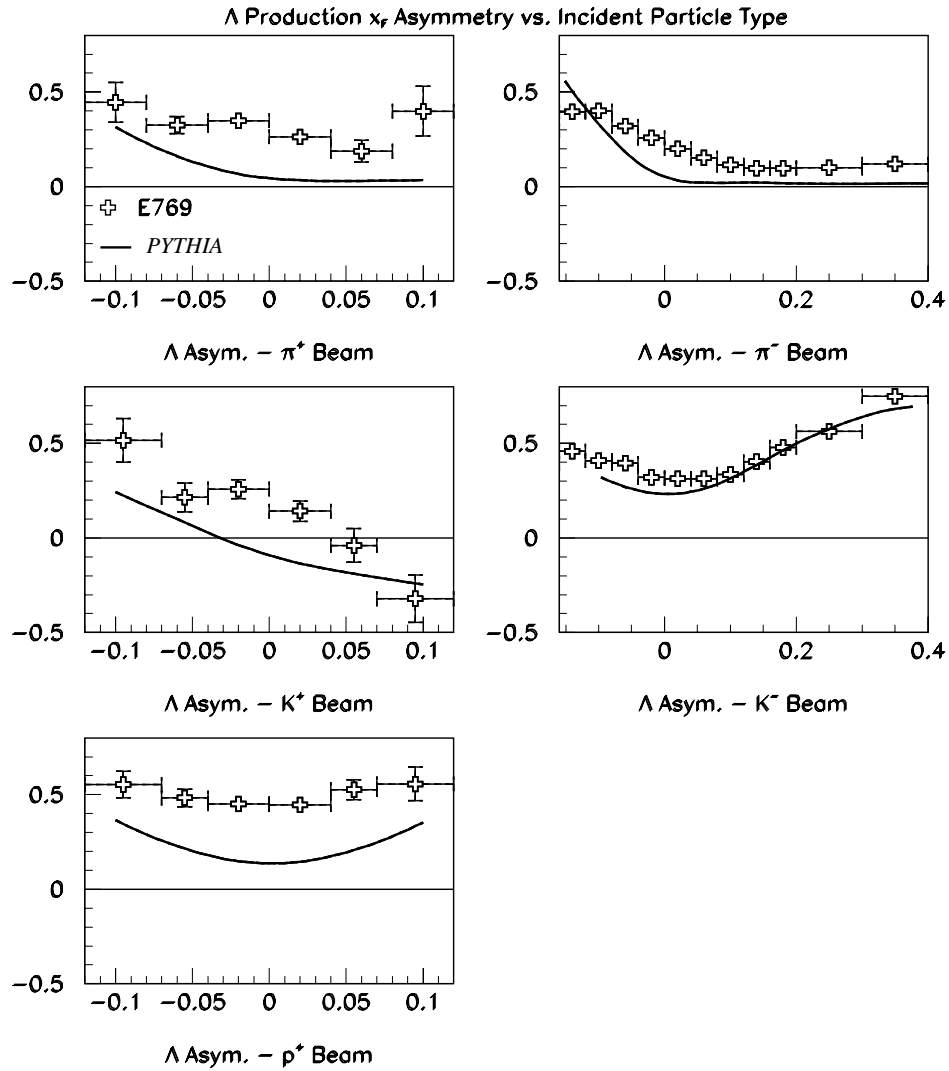 Λ Production x_F Asymmetry vs. Incident Particle Type
0.5
0
−0.5
E769
PYTHIA
−0.1 −0.05 0 0.05 0.1
Λ Asym. − π⁺ Beam
0.5
0
−0.5
0 0.2 0.4
Λ Asym. − π⁻ Beam
0.5
0
−0.5
−0.1 −0.05 0 0.05 0.1
Λ Asym. − K⁺ Beam
0.5
0
−0.5
0 0.2 0.4
Λ Asym. − K⁻ Beam
0.5
0
−0.5
−0.1 −0.05 0 0.05 0.1
Λ Asym. − p⁺ Beam